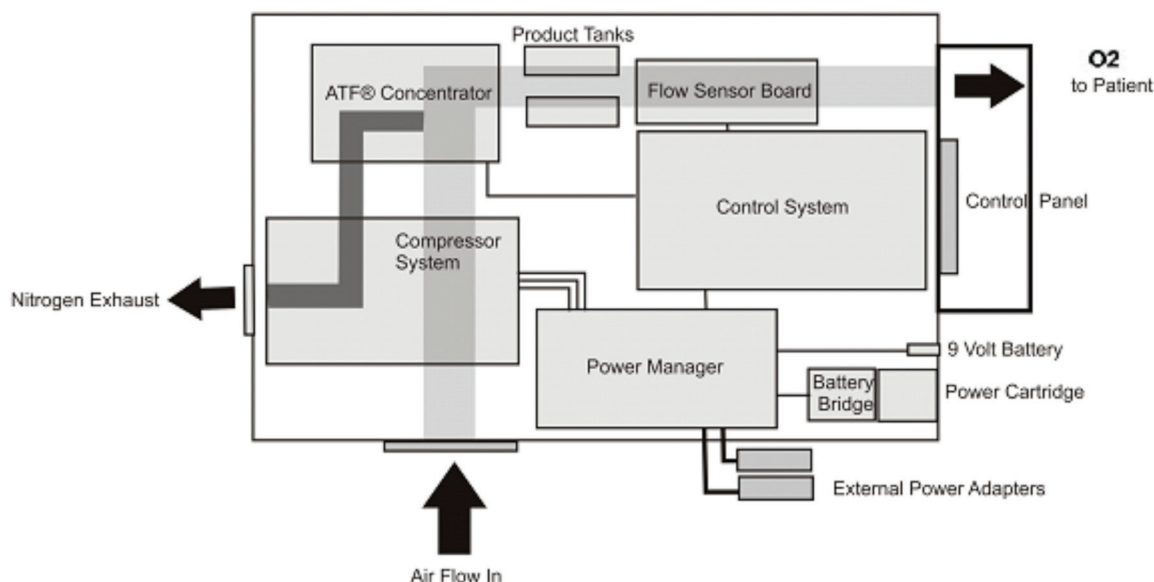 Product Tanks
O2
to Patient
ATF® Concentrator
Flow Sensor Board
Control System
Control Panel
Compressor
System
Nitrogen Exhaust
Power Manager
9 Volt Battery
Battery
Bridge
Power Cartridge
External Power Adapters
Air Flow In